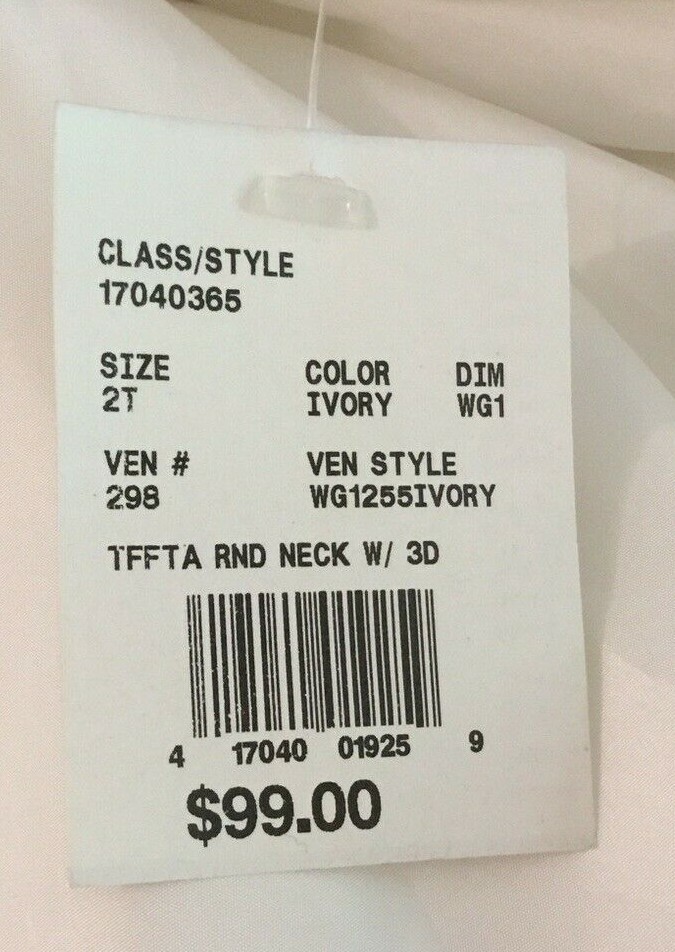 CLASS/STYLE
17040365
SIZE COLOR DIM
2T IVORY WG1
VEN # VEN STYLE
298 WG1255IVORY
TFFTA RND NECK W/ 3D
4 17040 01925 9
$99.00